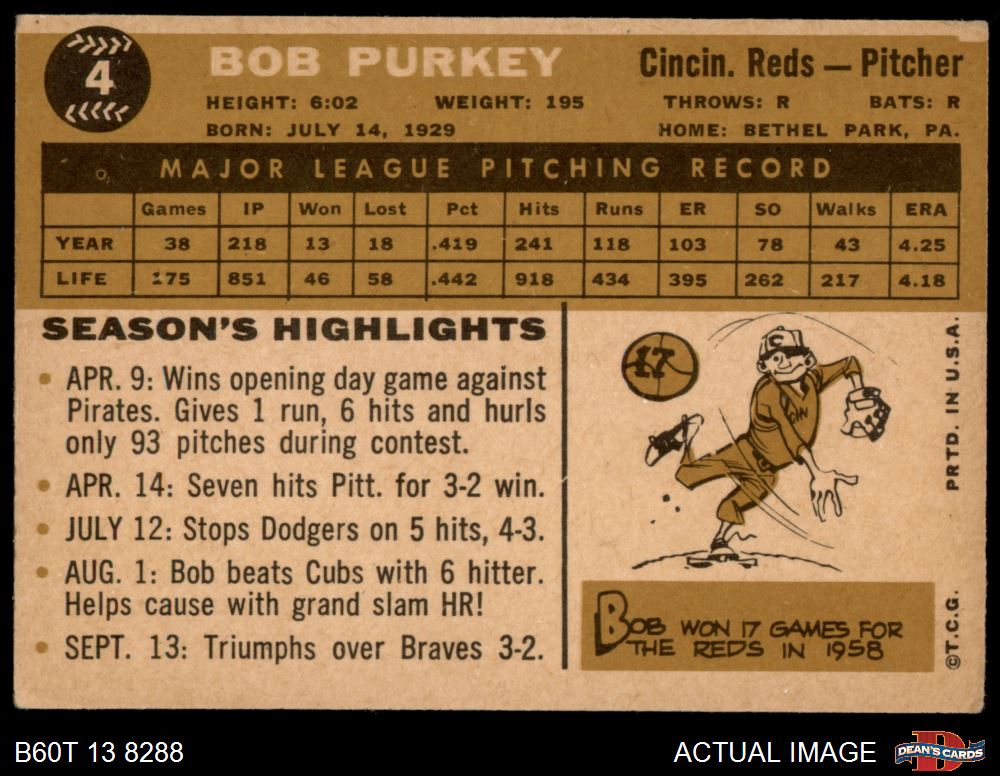 4
BOB PURKEY
Cincin. Reds — Pitcher
HEIGHT: 6:02 WEIGHT: 195 THROWS: R BATS: R
BORN: JULY 14, 1929 HOME: BETHEL PARK, PA.
MAJOR LEAGUE PITCHING RECORD
Games IP Won Lost Pct Hits Runs ER SO Walks ERA
YEAR 38 218 13 18 .419 241 118 103 78 43 4.25
LIFE 175 851 46 58 .442 918 434 395 262 217 4.18
SEASON'S HIGHLIGHTS
• APR. 9: Wins opening day game against
Pirates. Gives 1 run, 6 hits and hurls
only 93 pitches during contest.
• APR. 14: Seven hits Pitt. for 3-2 win.
• JULY 12: Stops Dodgers on 5 hits, 4-3.
• AUG. 1: Bob beats Cubs with 6 hitter.
Helps cause with grand slam HR!
• SEPT. 13: Triumphs over Braves 3-2.
17
C
CIN
BOB WON 17 GAMES FOR
THE REDS IN 1958
©T.C.G. PRTD. IN U.S.A.
B60T 13 8288
ACTUAL IMAGE
DEAN'S CARDS